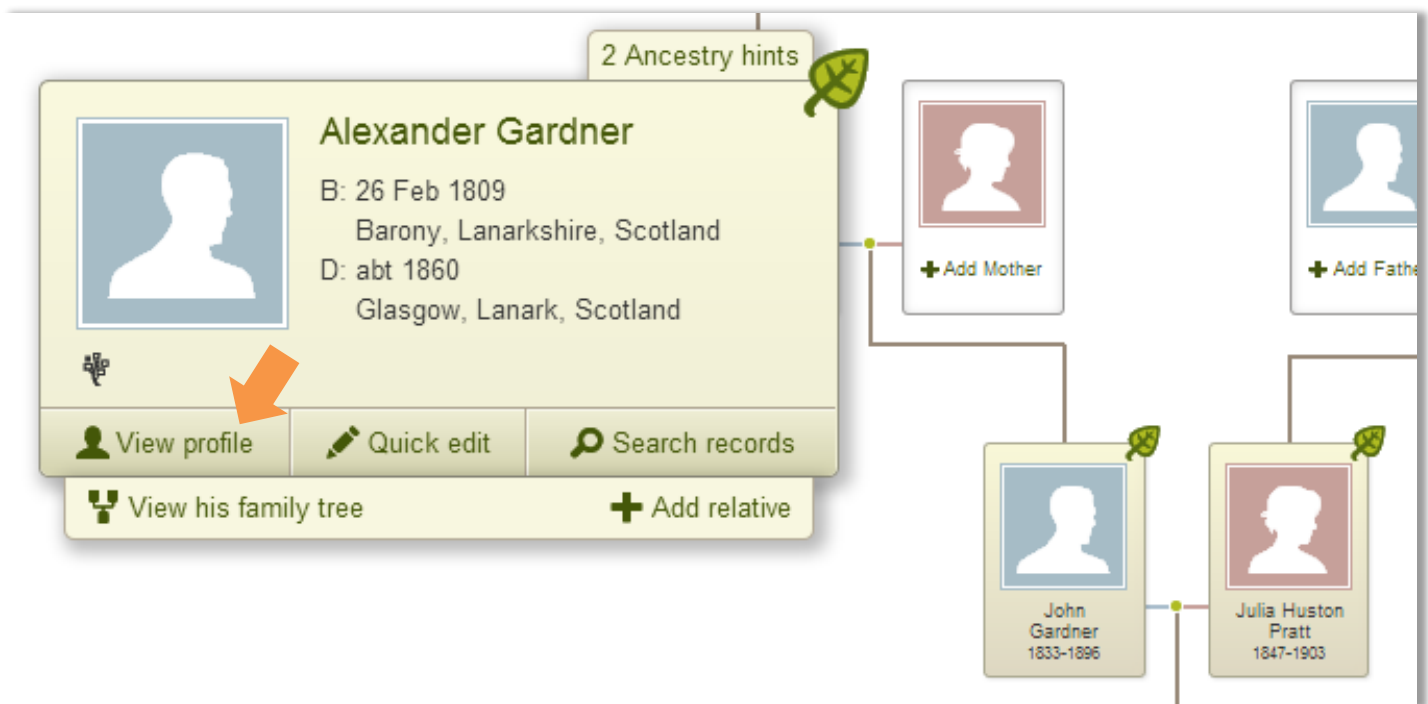 2 Ancestry hints
Alexander Gardner
B: 26 Feb 1809
Barony, Lanarkshire, Scotland
D: abt 1860
Glasgow, Lanark, Scotland
View profile
Quick edit
Search records
View his family tree
Add relative
Add Mother
Add Fathe
John
Gardner
1833-1896
Julia Huston
Pratt
1847-1903